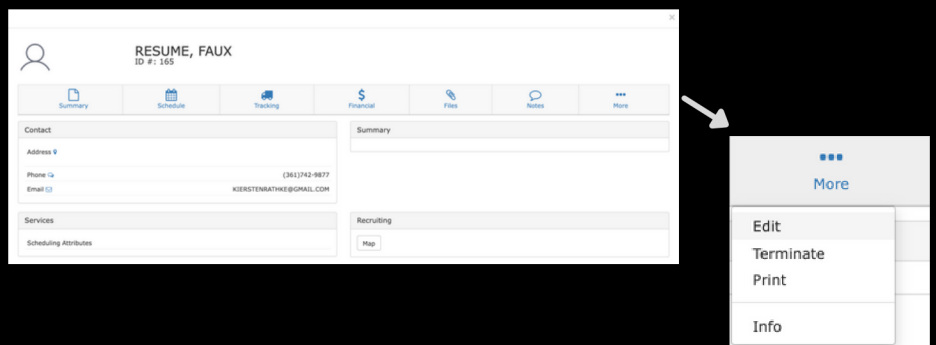 ×
RESUME, FAUX
ID #: 165
Summary
Schedule
Tracking
Financial
Files
Notes
More
Contact
Address
Phone
(361)742-9877
Email
KIERSTENRATHKE@GMAIL.COM
Services
Scheduling Attributes
Summary
Recruiting
Map
More
Edit
Terminate
Print
Info